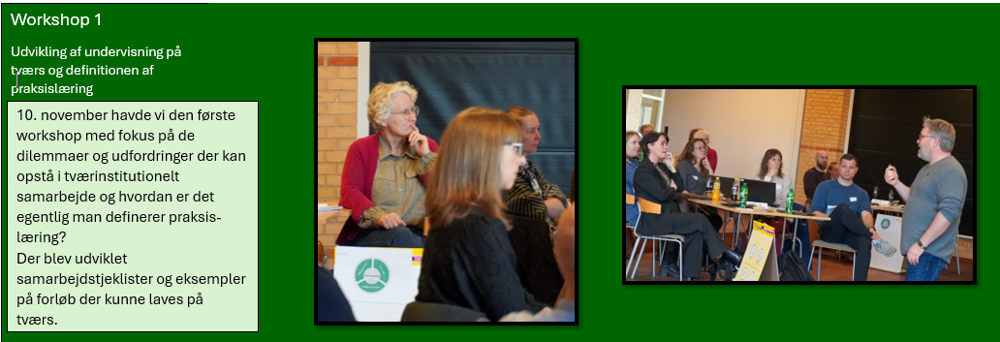 Workshop 1
Udvikling af undervisning på
tværs og definitionen af
praksislæring
10. november havde vi den første
workshop med fokus på de
dilemmaer og udfordringer der kan
opstå i tværinstitutionelt
samarbejde og hvordan er det
egentlig man definerer praksis-
læring?
Der blev udviklet
samarbejdstjeklister og eksempler
på forløb der kunne laves på
tværs.